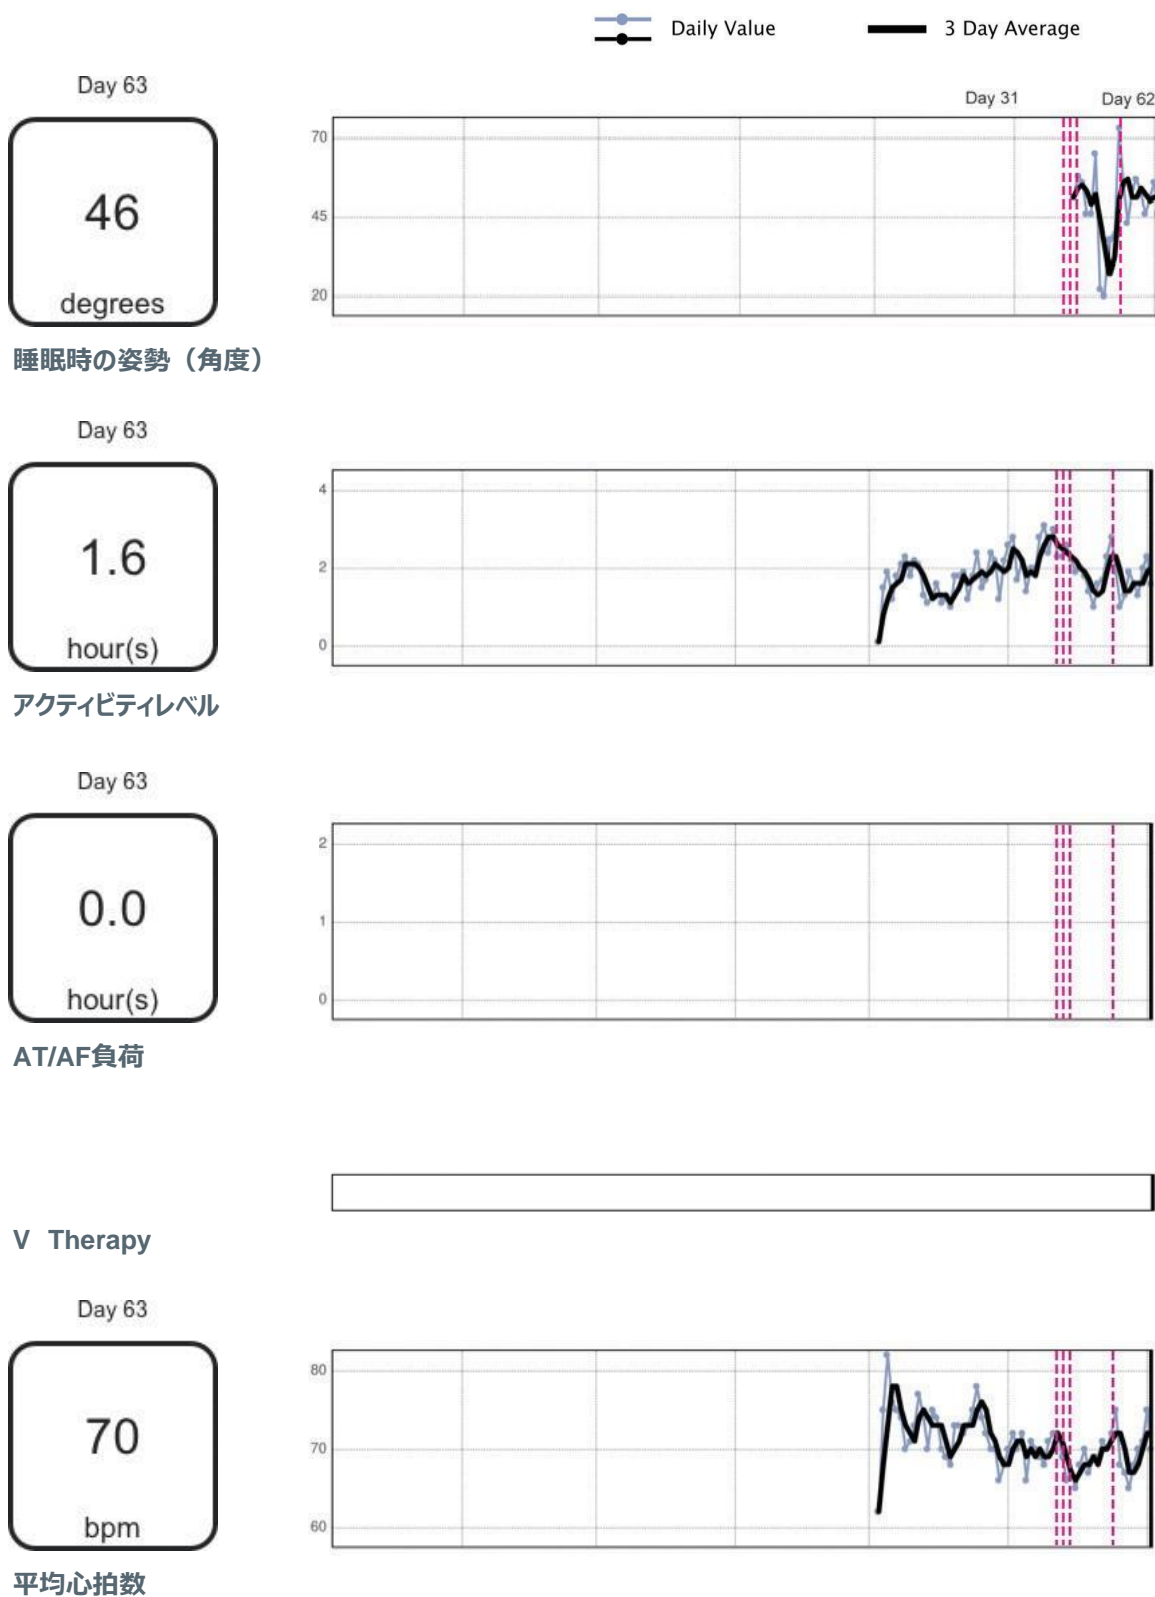 Daily Value
3 Day Average
Day 63
Day 31
Day 62
46
degrees
70
45
20
睡眠時の姿勢（角度）
Day 63
1.6
hour(s)
4
2
0
アクティビティレベル
Day 63
0.0
hour(s)
2
1
0
AT/AF負荷
V Therapy
Day 63
70
bpm
80
70
60
平均心拍数